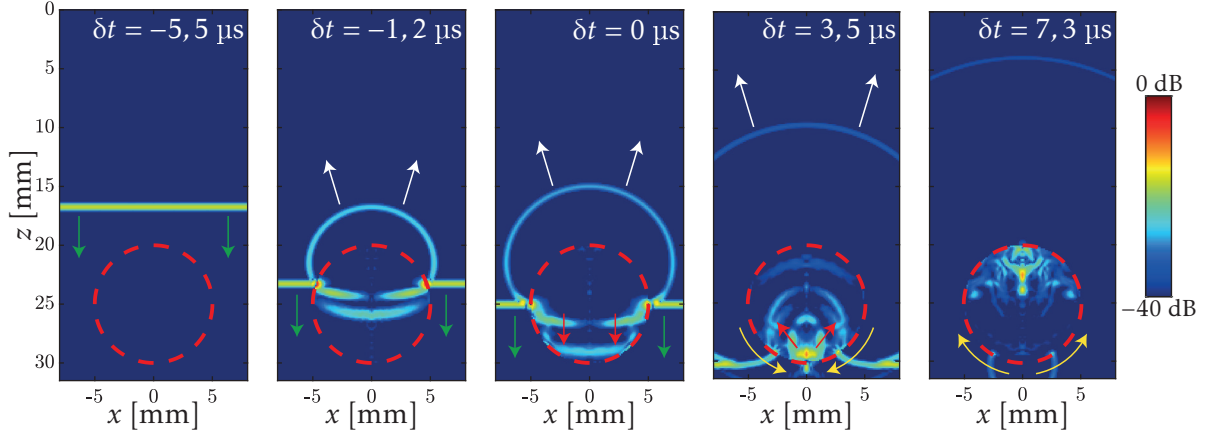 δt = −5,5 µs
δt = −1,2 µs
δt = 0 µs
δt = 3,5 µs
δt = 7,3 µs
0
5
10
15
20
25
30
z [mm]
0 dB
−40 dB
-5 0 5
-5 0 5
-5 0 5
-5 0 5
-5 0 5
x [mm]
x [mm]
x [mm]
x [mm]
x [mm]